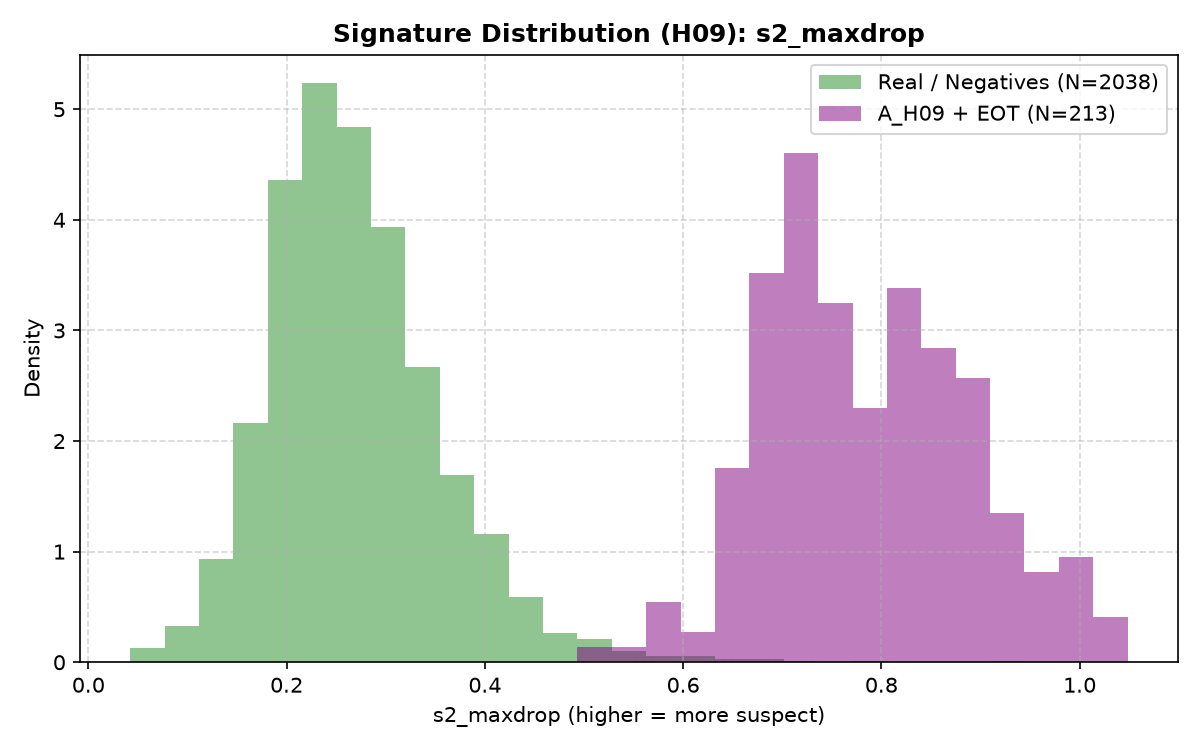 Signature Distribution (H09): s2_maxdrop
Real / Negatives (N=2038)
A_H09 + EOT (N=213)
Density
5
4
3
2
1
0
0.0 0.2 0.4 0.6 0.8 1.0
s2_maxdrop (higher = more suspect)